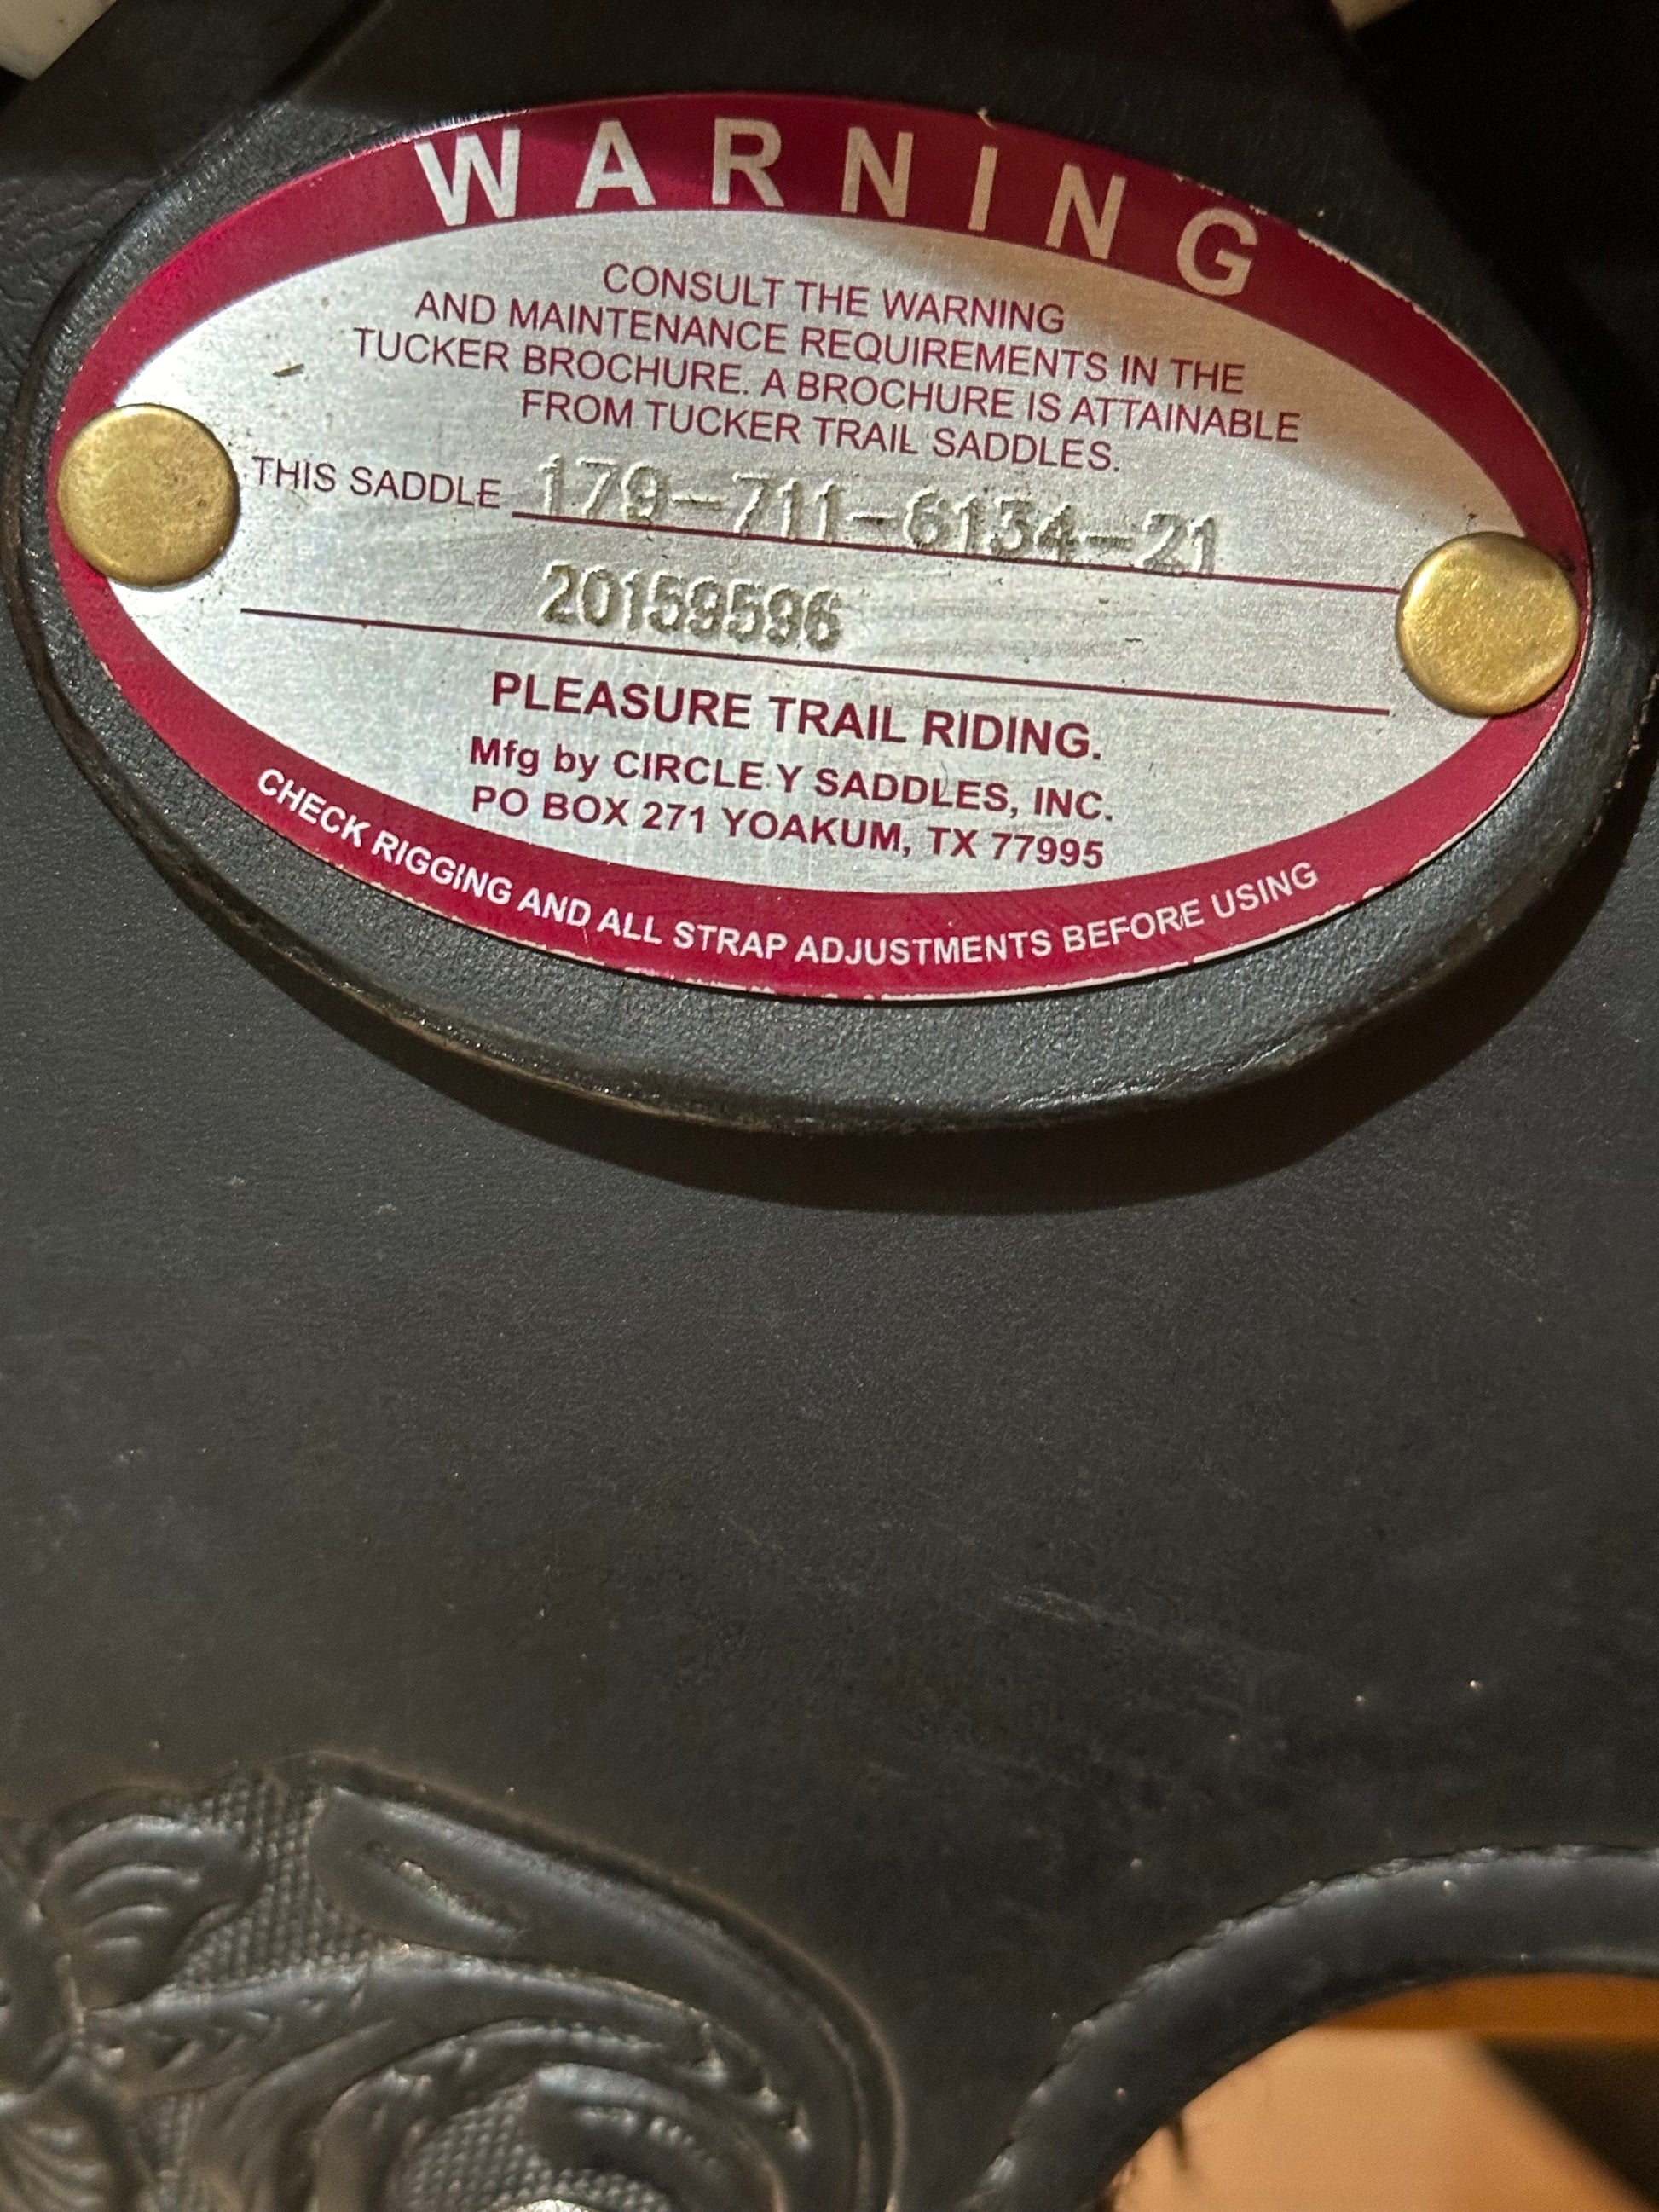 WARNING
CONSULT THE WARNING
AND MAINTENANCE REQUIREMENTS IN THE
TUCKER BROCHURE. A BROCHURE IS ATTAINABLE
FROM TUCKER TRAIL SADDLES.
THIS SADDLE 179-711-6134-21
20159596
PLEASURE TRAIL RIDING.
Mfg by CIRCLE Y SADDLES, INC.
PO BOX 271 YOAKUM, TX 77995
CHECK RIGGING AND ALL STRAP ADJUSTMENTS BEFORE USING